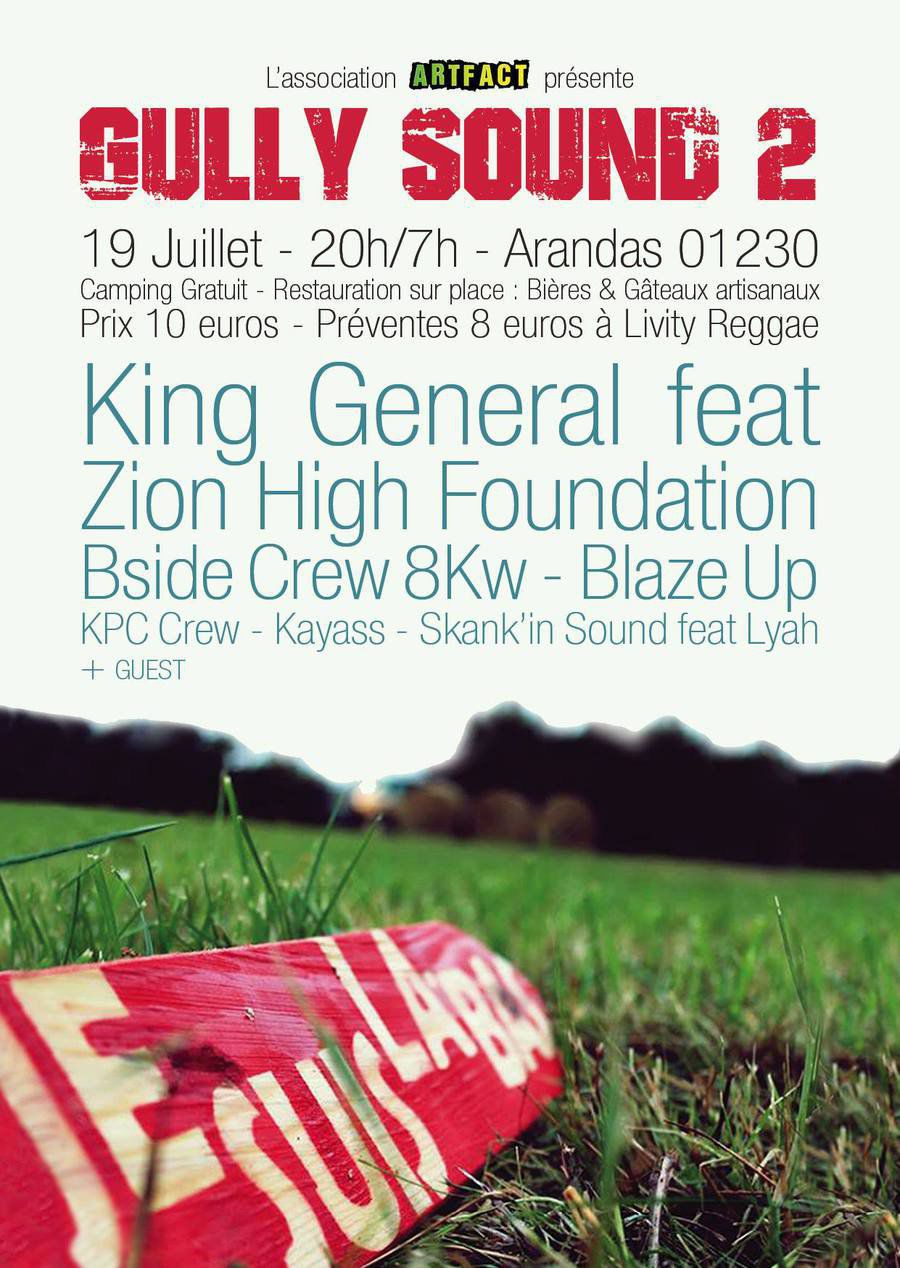 L'association ARTFACT présente
GULLY SOUND 2
19 Juillet - 20h/7h - Arandas 01230
Camping Gratuit - Restauration sur place : Bières & Gâteaux artisanaux
Prix 10 euros - Préventes 8 euros à Livity Reggae
King General feat
Zion High Foundation
Bside Crew 8Kw - Blaze Up
KPC Crew - Kayass - Skank'in Sound feat Lyah
+ GUEST
JE SUIS